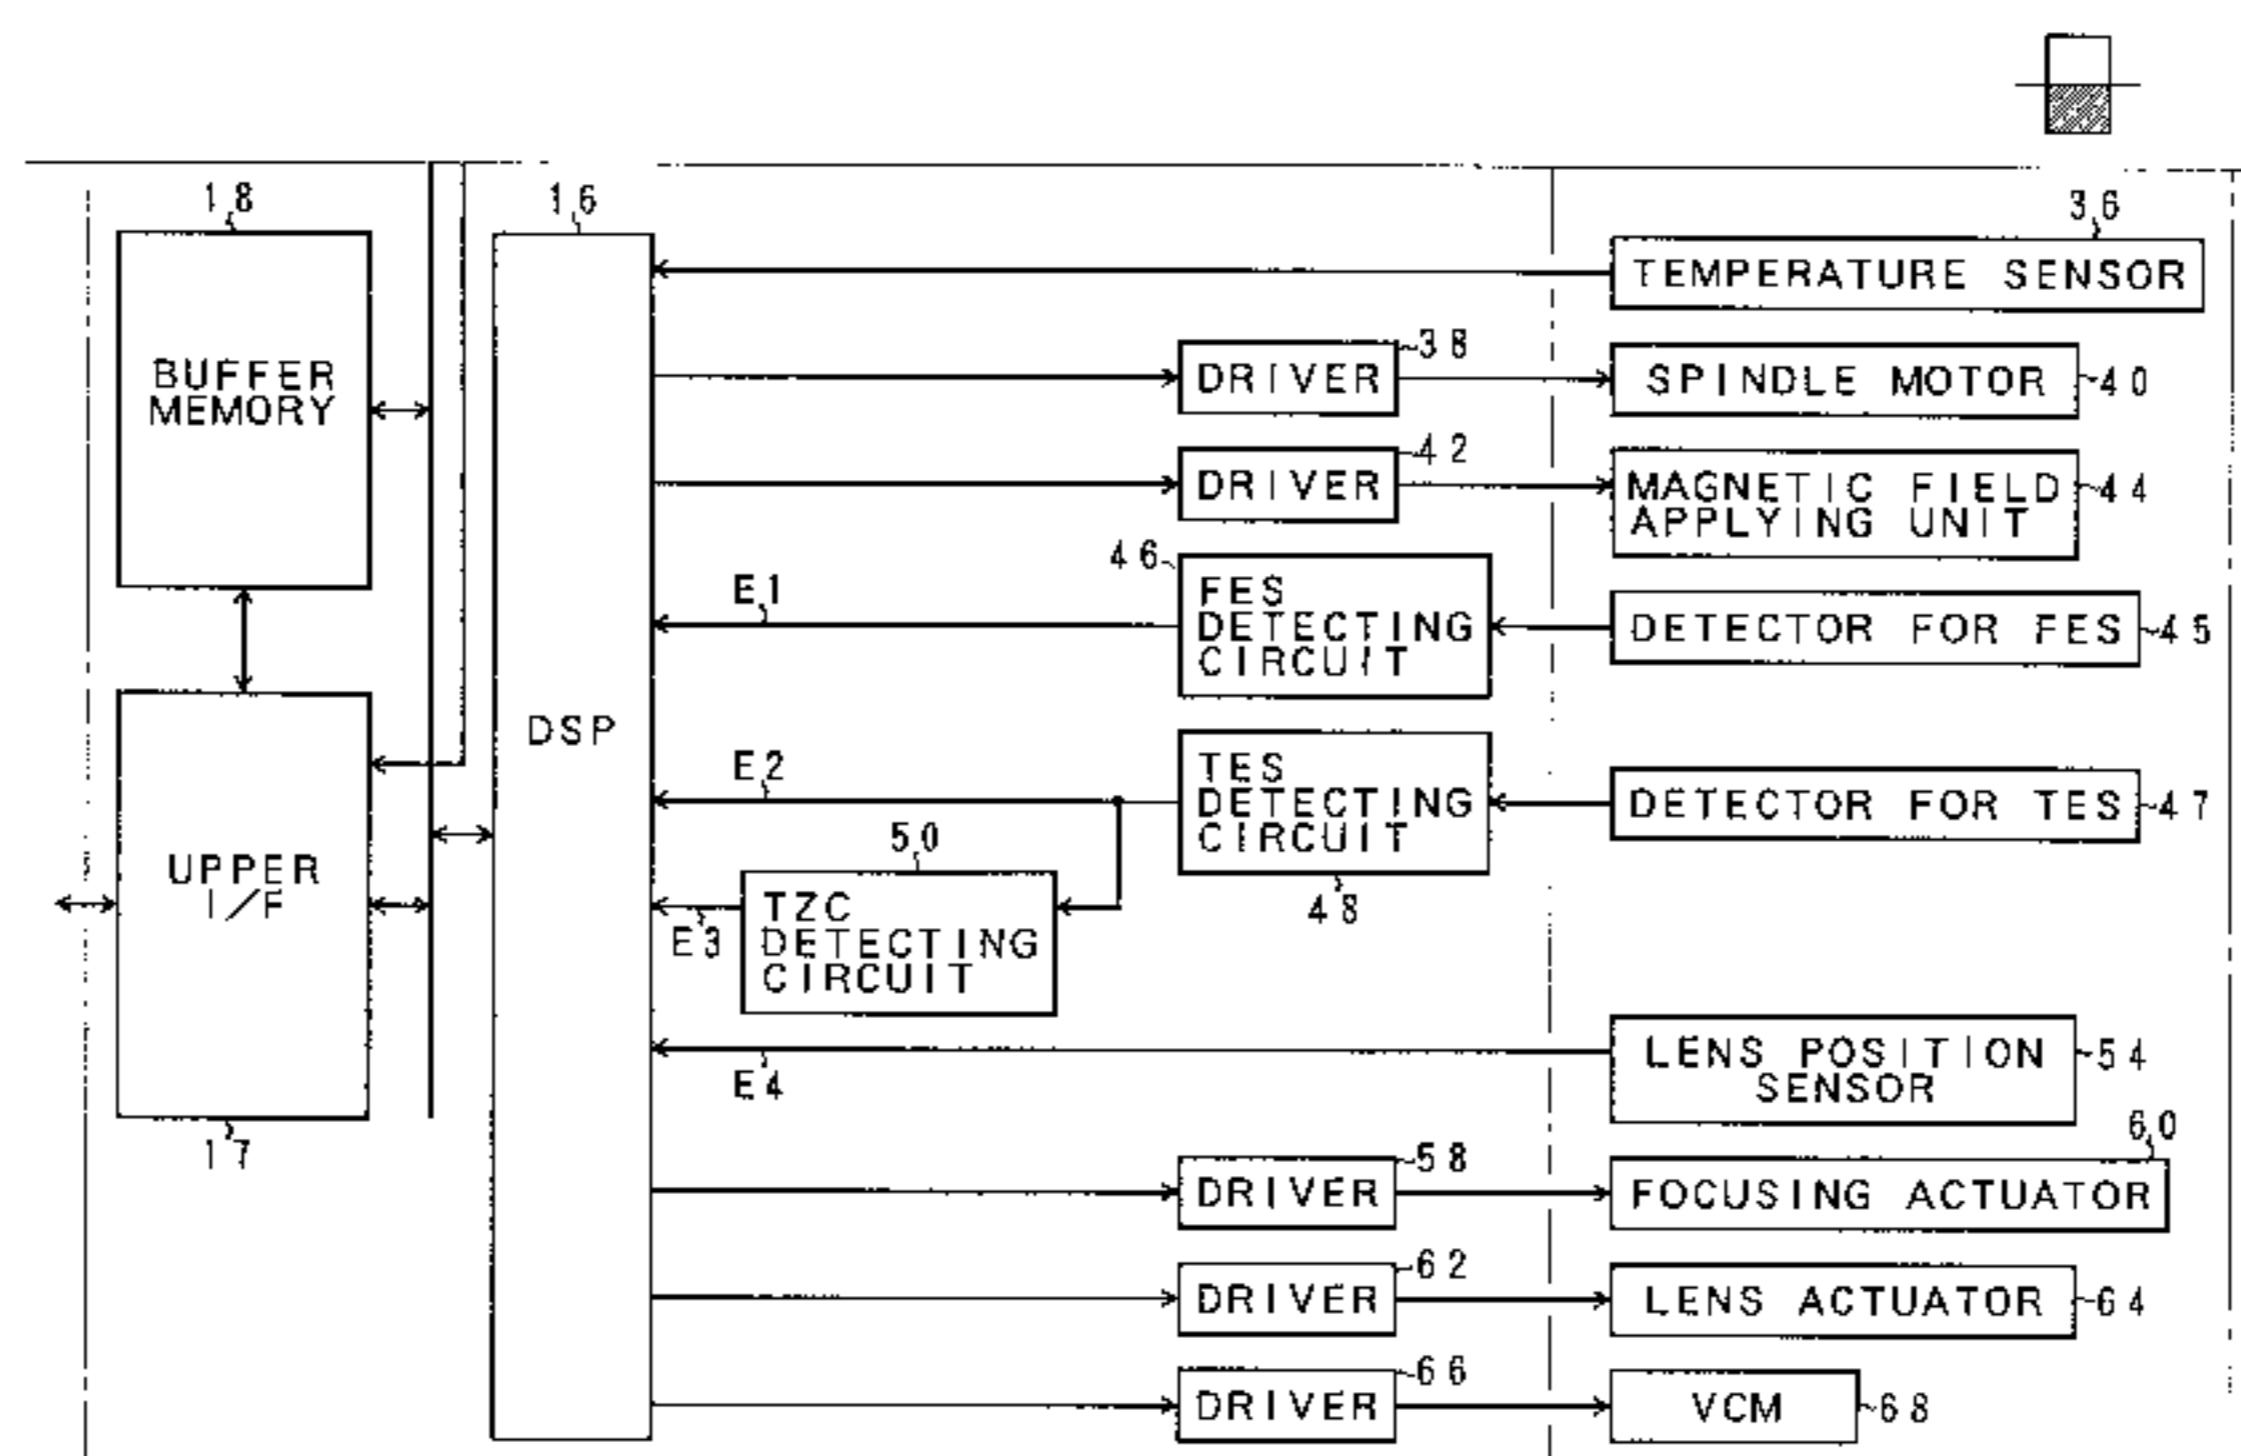 18
16
36
TEMPERATURE SENSOR
BUFFER
MEMORY
DRIVER
38
SPINDLE MOTOR
40
DRIVER
42
MAGNETIC FIELD
APPLYING UNIT
44
E1
46
FES
DETECTING
CIRCUIT
DETECTOR FOR FES
45
DSP
E2
TES
DETECTING
CIRCUIT
48
DETECTOR FOR TES
47
UPPER
I/F
17
50
TZC
DETECTING
CIRCUIT
E3
E4
LENS POSITION
SENSOR
54
DRIVER
58
FOCUSING ACTUATOR
60
DRIVER
62
LENS ACTUATOR
64
DRIVER
66
VCM
68